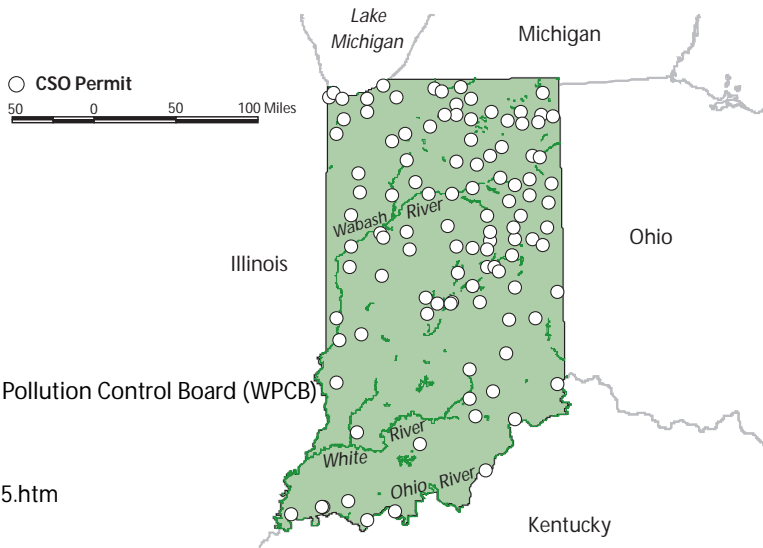 Lake
Michigan
Michigan
CSO Permit
50 0 50 100 Miles
Wabash River
Illinois
Ohio
Pollution Control Board (WPCB)
White River
5.htm
Ohio River
Kentucky